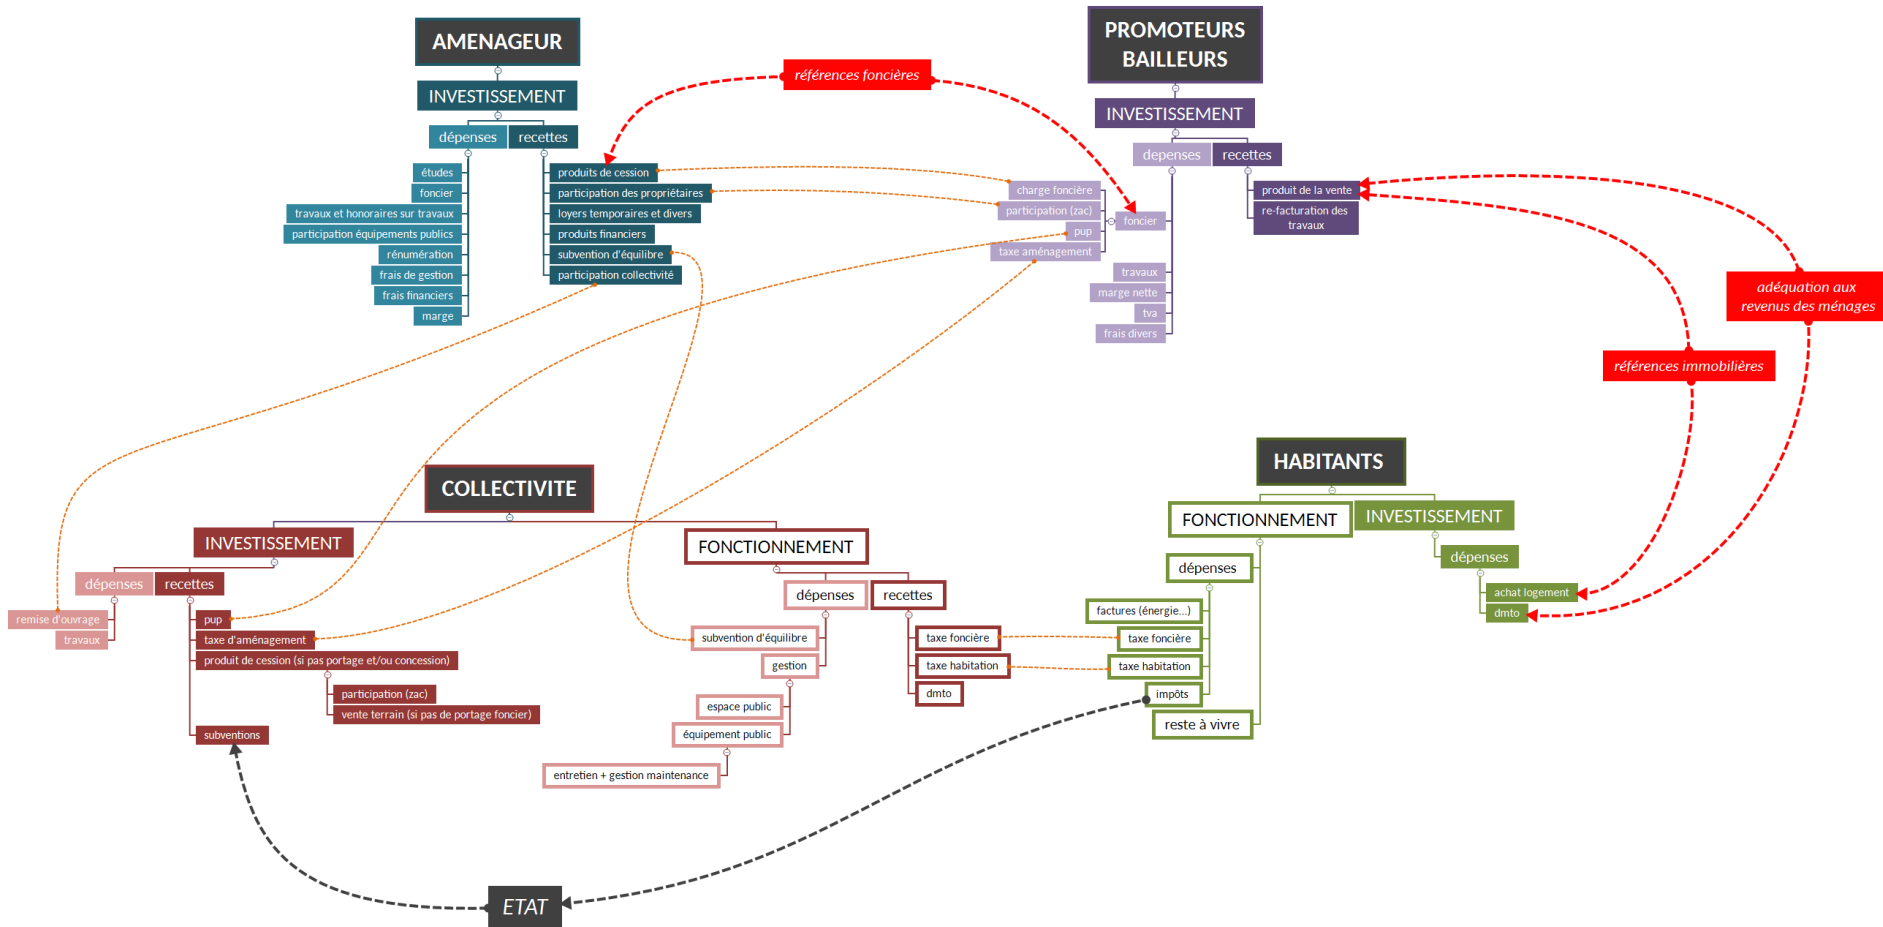 AMENAGEUR
INVESTISSEMENT
dépenses
recettes
études
foncier
travaux et honoraires sur travaux
participation équipements publics
rénumération
frais de gestion
frais financiers
marge
produits de cession
participation des propriétaires
loyers temporaires et divers
produits financiers
subvention d'équilibre
participation collectivité
références foncières
PROMOTEURS
BAILLEURS
INVESTISSEMENT
depenses
recettes
charge foncière
participation (zac)
pup
taxe aménagement
foncier
travaux
marge nette
tva
frais divers
produit de la vente
re-facturation des
travaux
adéquation aux
revenus des ménages
références immobilières
COLLECTIVITE
INVESTISSEMENT
dépenses
recettes
remise d'ouvrage
travaux
pup
taxe d'aménagement
produit de cession (si pas portage et/ou concession)
participation (zac)
vente terrain (si pas de portage foncier)
subventions
FONCTIONNEMENT
dépenses
recettes
subvention d'équilibre
gestion
espace public
équipement public
entretien + gestion maintenance
taxe foncière
taxe habitation
dmto
HABITANTS
FONCTIONNEMENT
INVESTISSEMENT
dépenses
factures (énergie...)
taxe foncière
taxe habitation
impôts
reste à vivre
dépenses
achat logement
dmto
ETAT